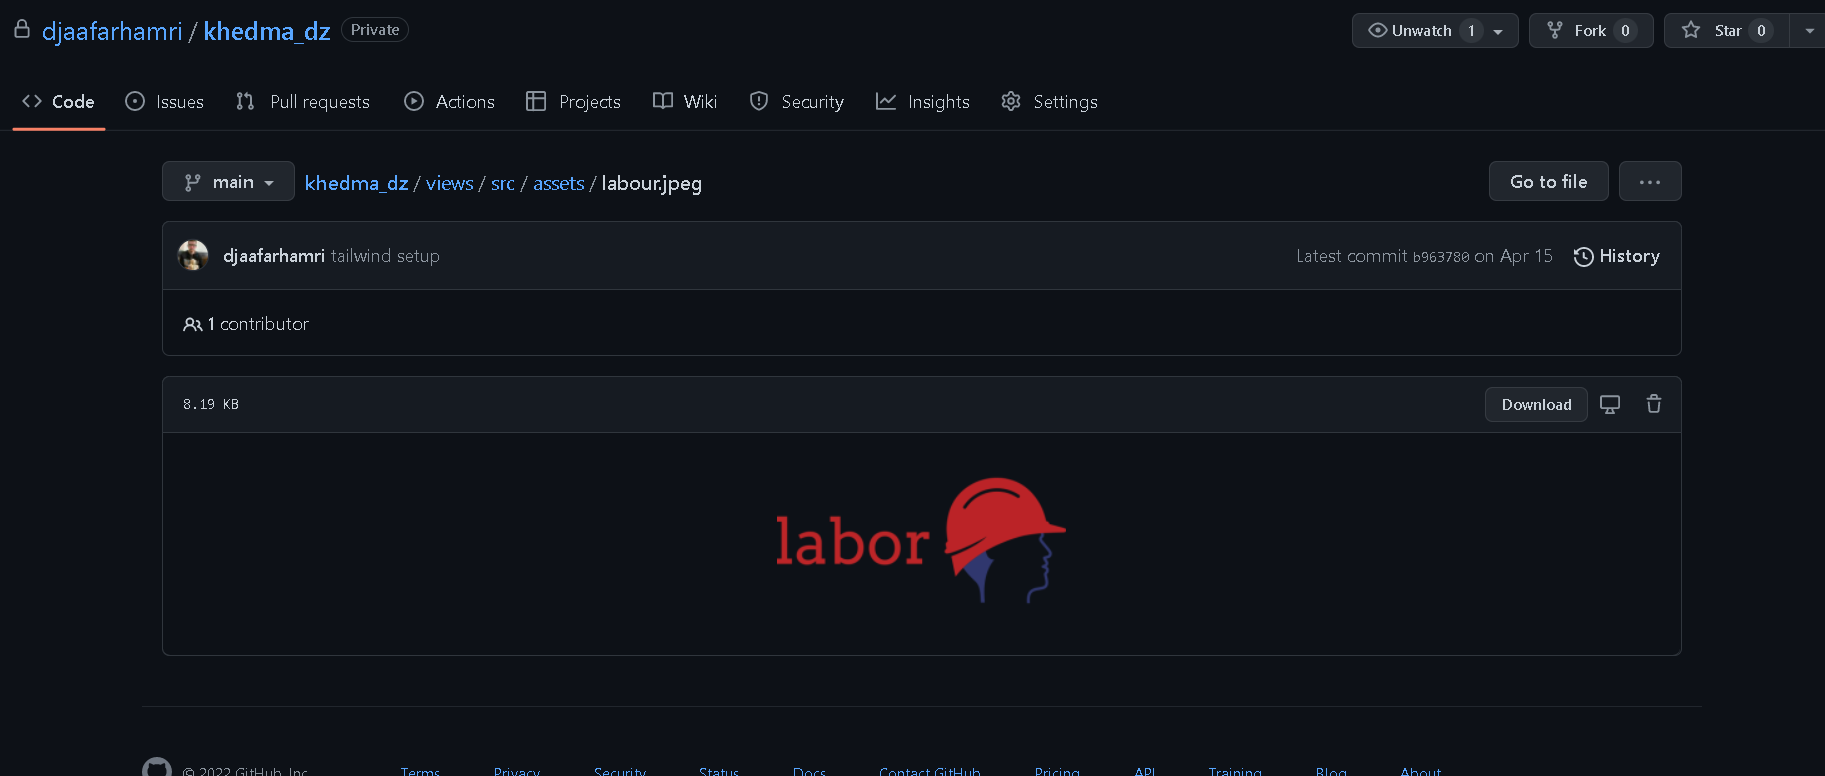 djaafarhamri / khedma_dz Private Unwatch 1 Fork 0 Star 0
Code Issues Pull requests Actions Projects Wiki Security Insights Settings
main khedma_dz / views / src / assets / labour.jpeg Go to file ...
djaafarhamri tailwind setup Latest commit b963780 on Apr 15 History
1 contributor
8.19 KB Download
labor
© 2022 GitHub, Inc. Terms Privacy Security Status Docs Contact GitHub Pricing API Training Blog About